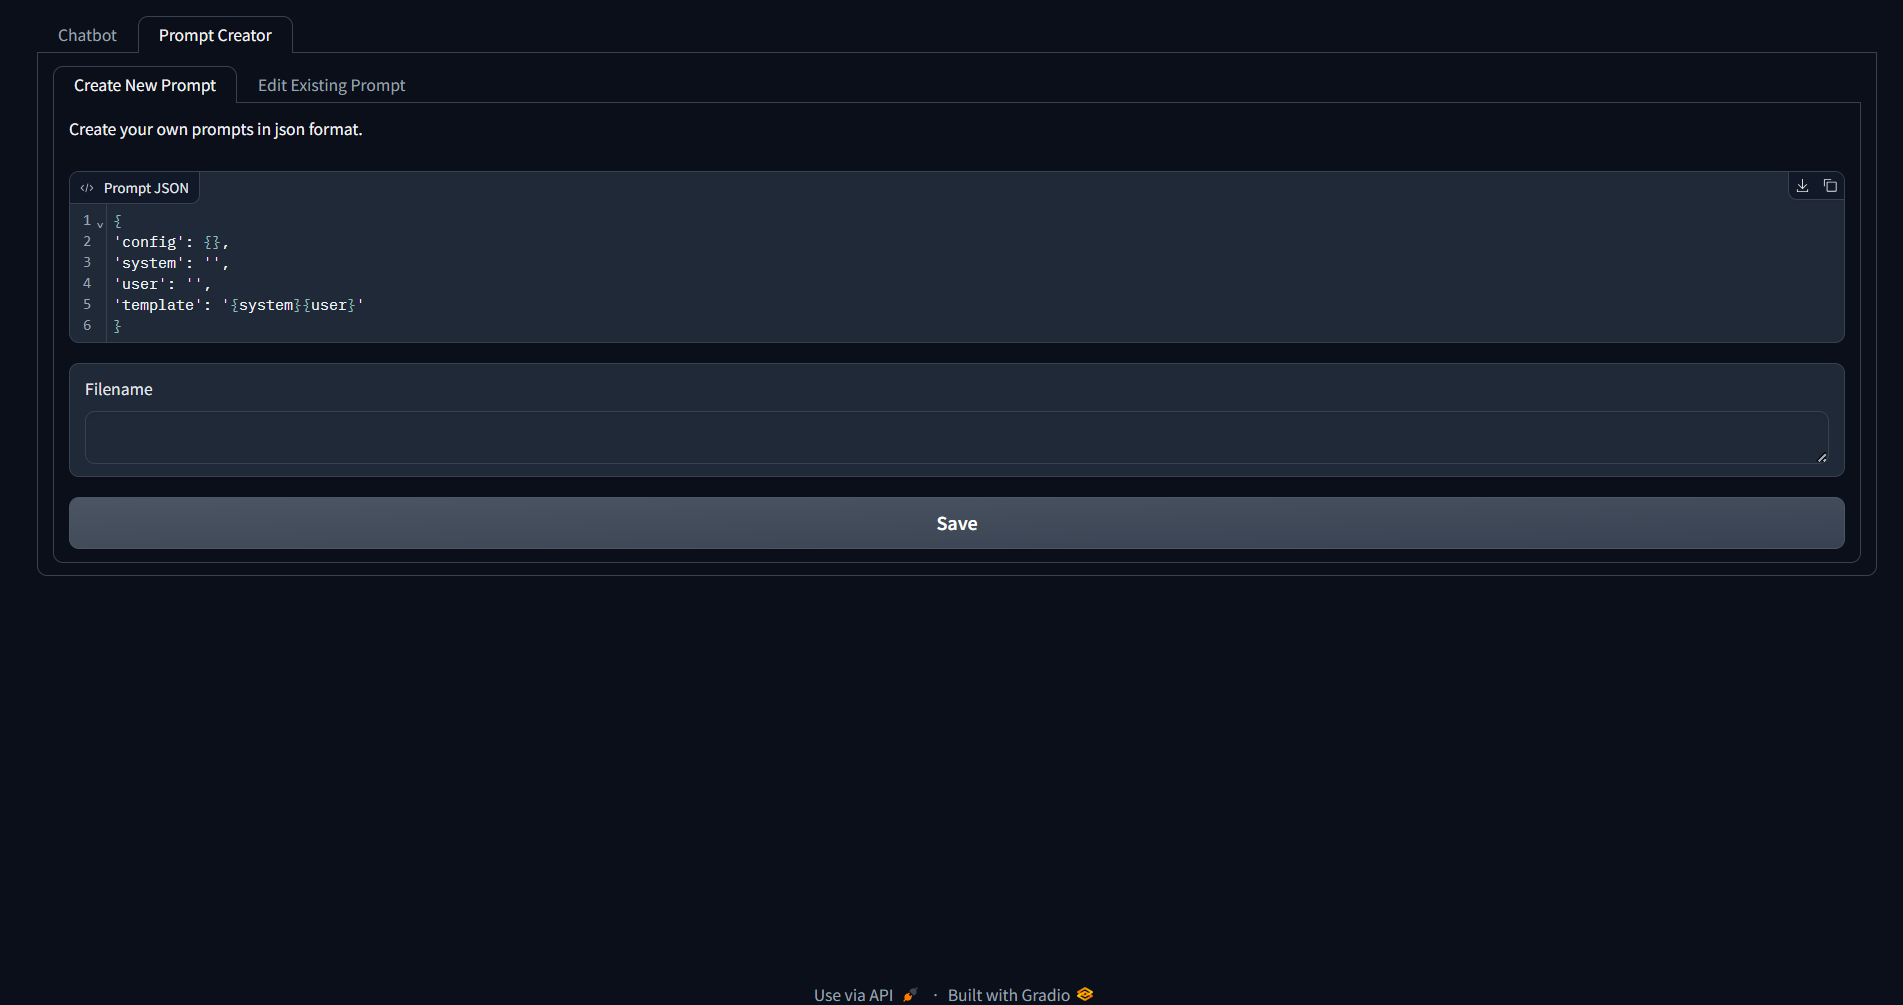 Chatbot
Prompt Creator
Create New Prompt
Edit Existing Prompt
Create your own prompts in json format.
Prompt JSON
1 {
2 'config': {},
3 'system': '',
4 'user': '',
5 'template': '{system}{user}'
6 }
Filename
Save
Use via API · Built with Gradio